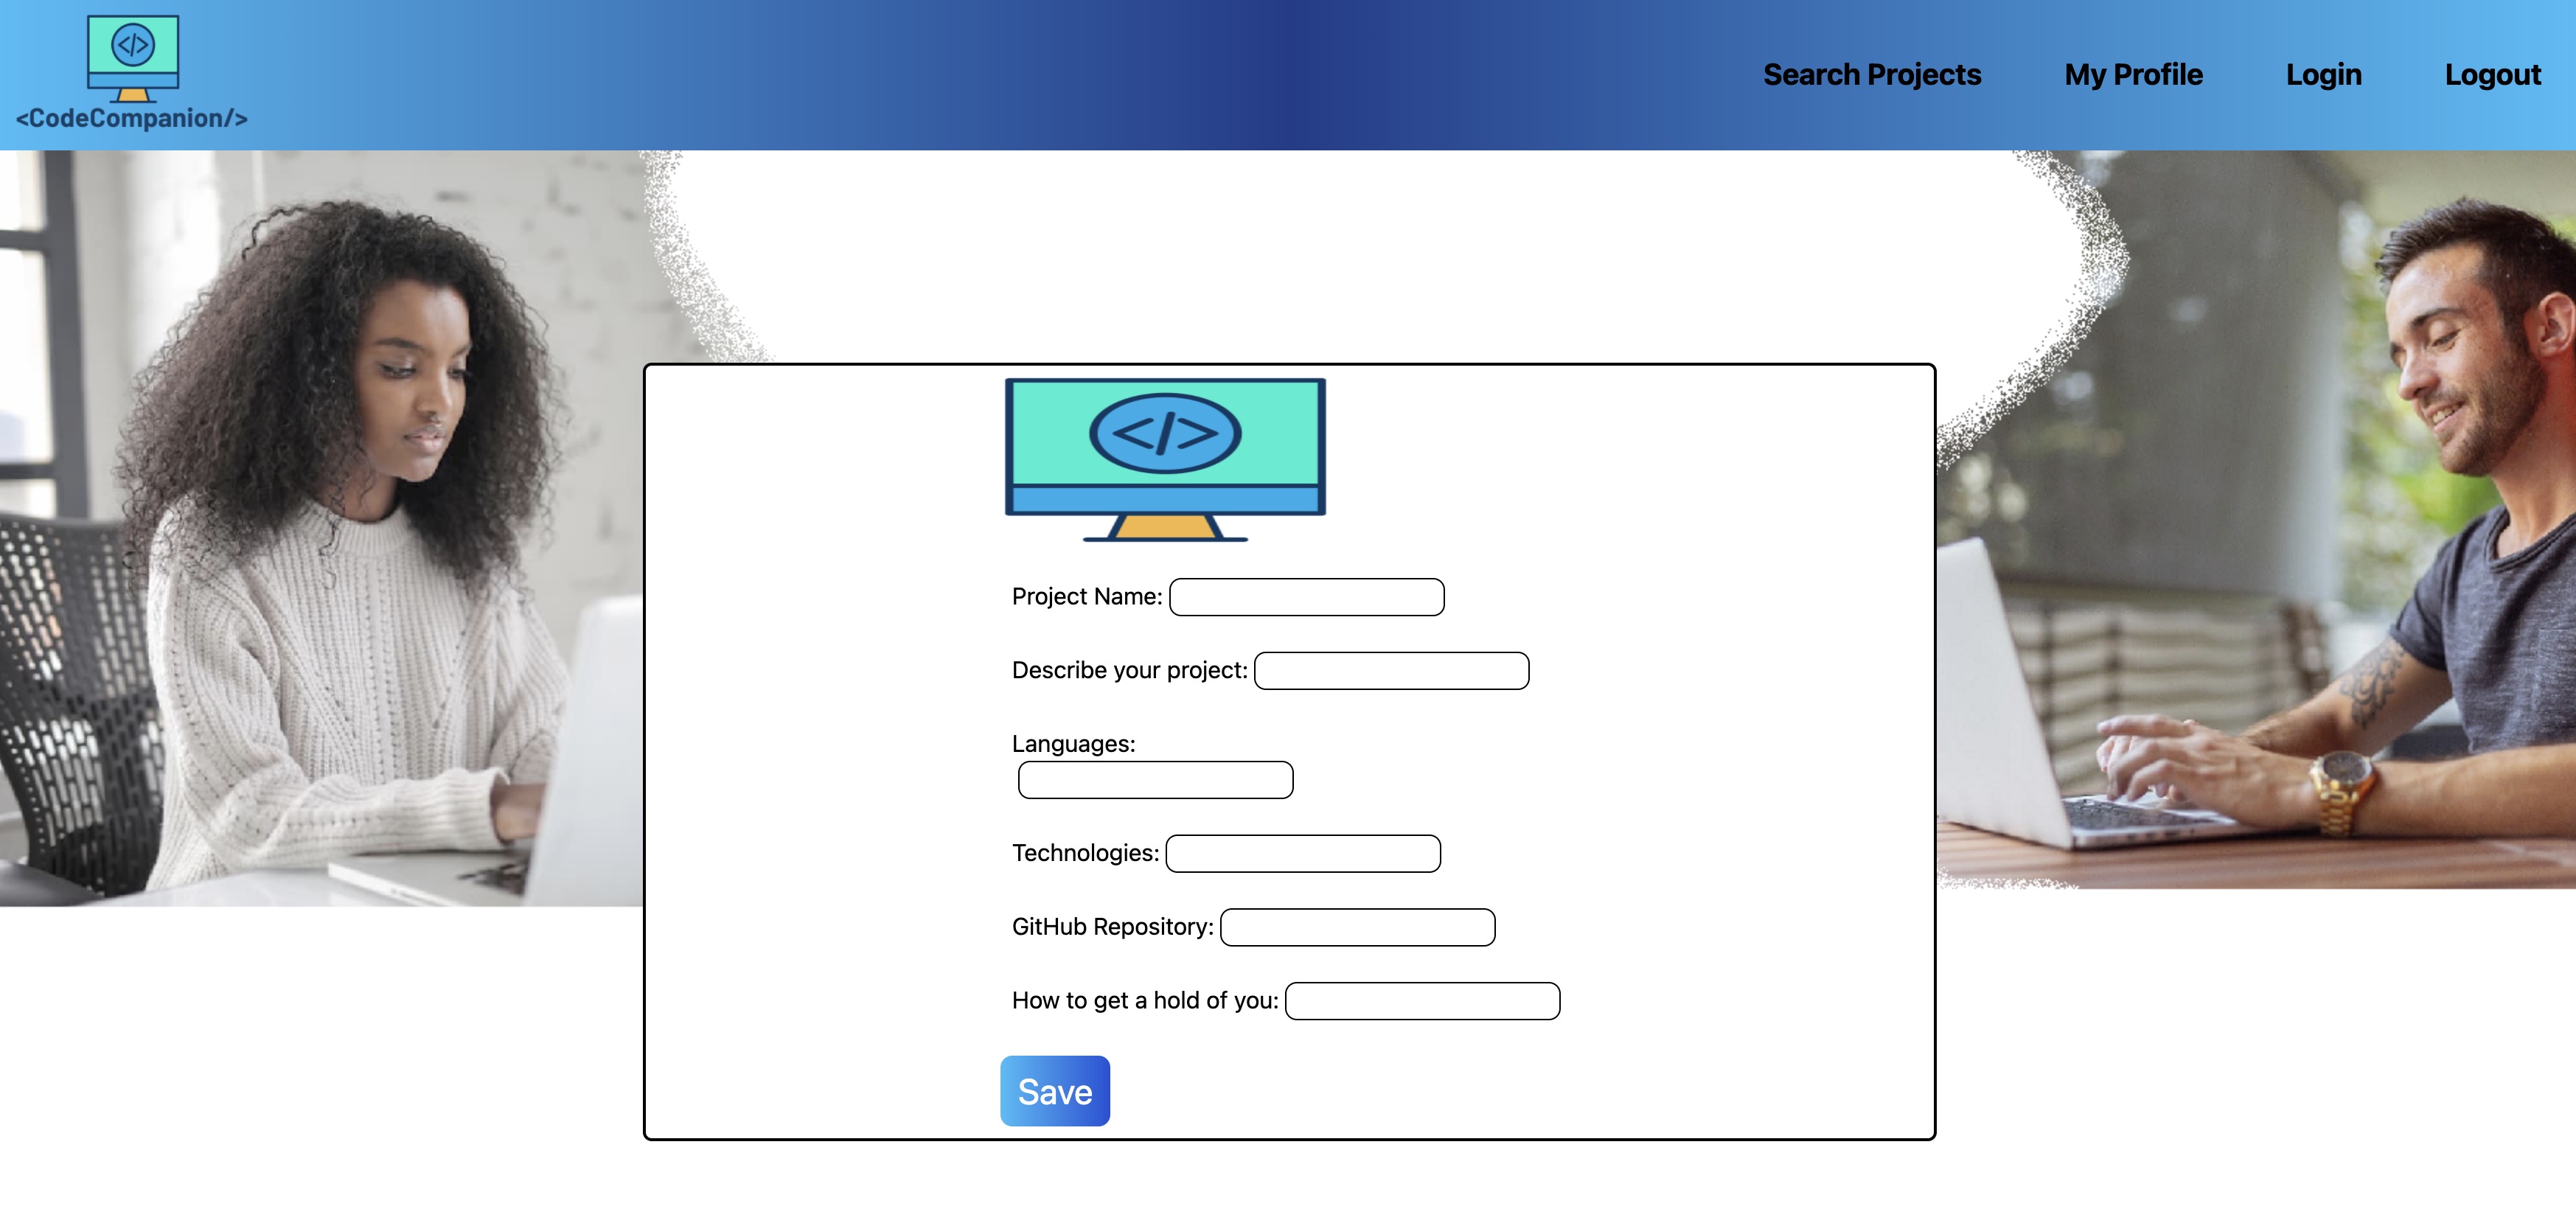 </>
<CodeCompanion/>
Search Projects My Profile Login Logout
</>
Project Name:
Describe your project:
Languages:
Technologies:
GitHub Repository:
How to get a hold of you:
Save